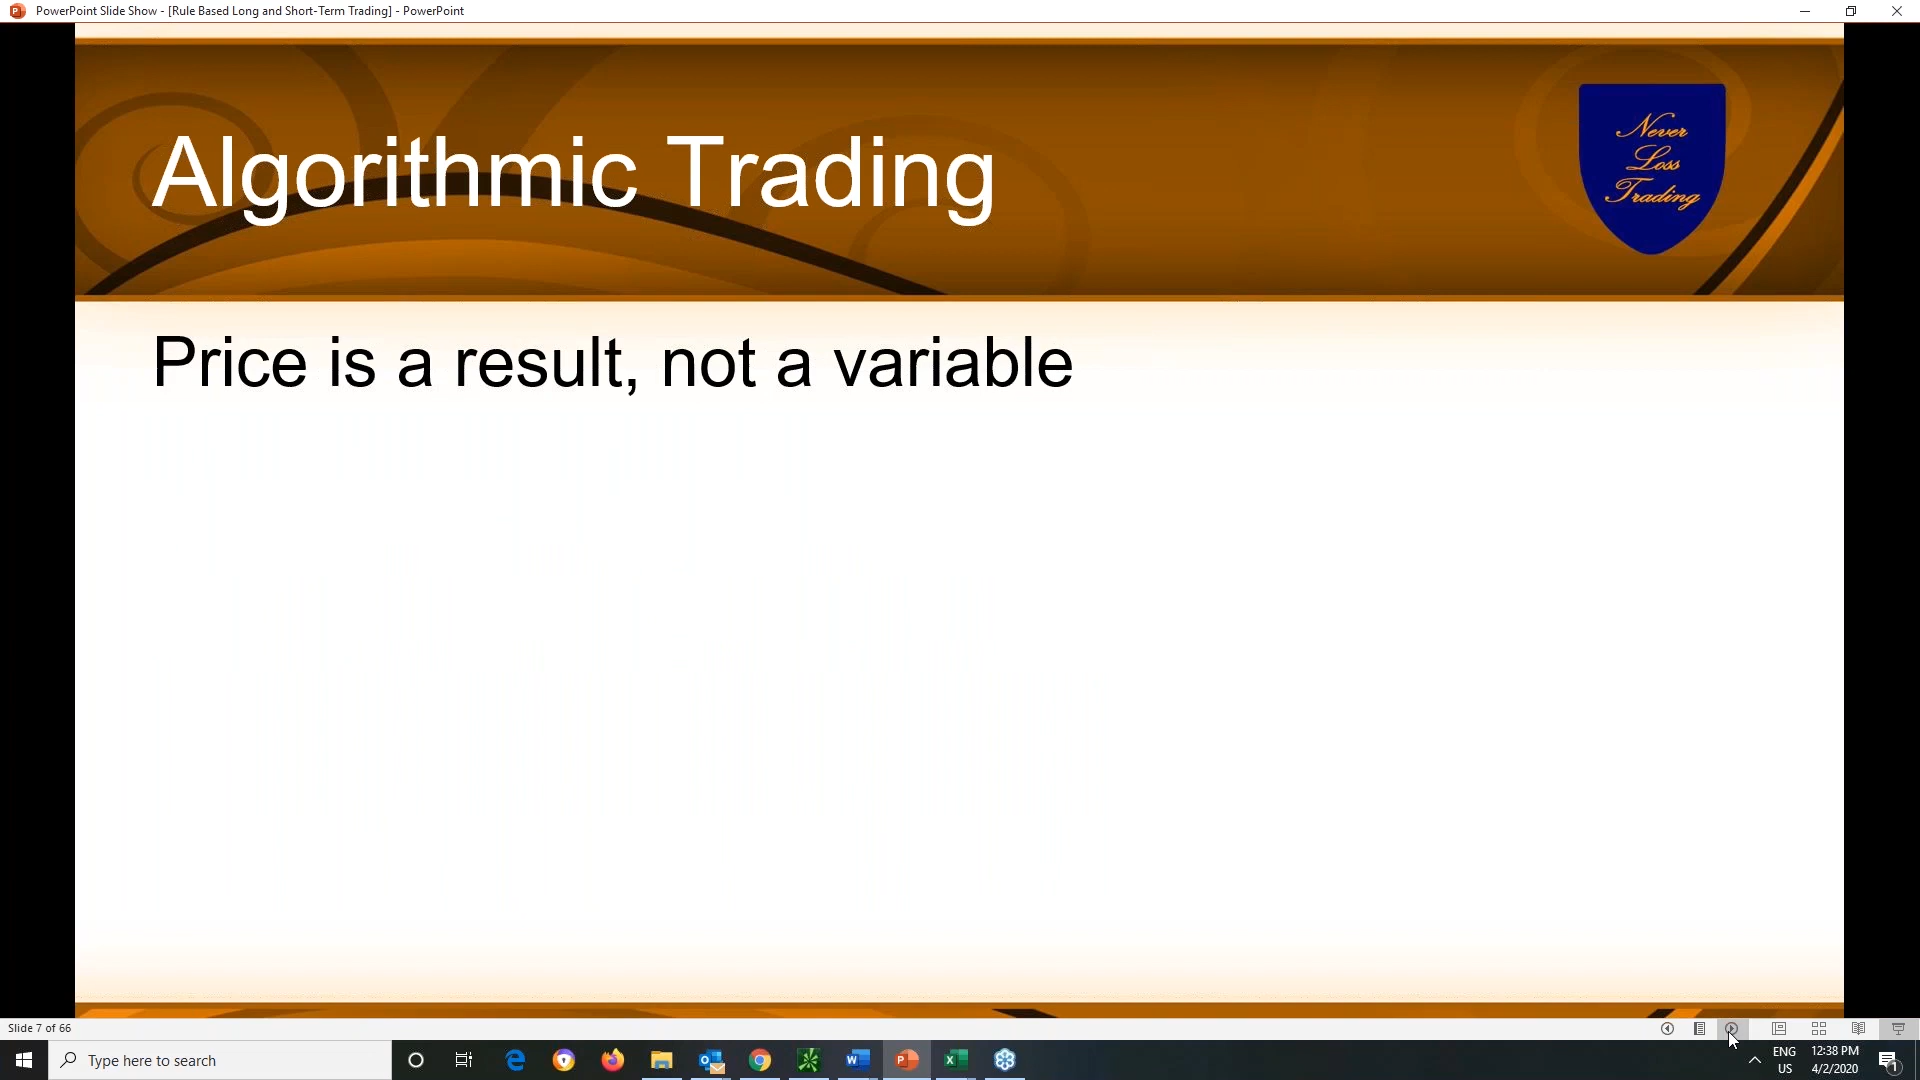 PowerPoint Slide Show - [Rule Based Long and Short-Term Trading] - PowerPoint
Algorithmic Trading
Never
Loss
Trading
Price is a result, not a variable
Slide 7 of 66
Type here to search
ENG
US
12:38 PM
4/2/2020
1